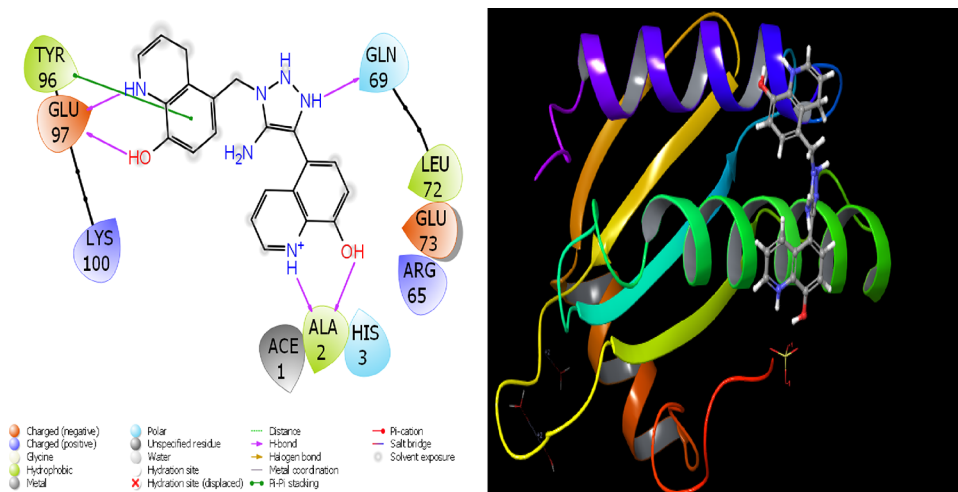 TYR
96
GLU
97
LYS
100
HN
HO
N
NH
NH
H₂N
GLN
69
LEU
72
GLU
73
ARG
65
N⁺
H
OH
ACE
1
ALA
2
HIS
3
Charged (negative)
Charged (positive)
Glycine
Hydrophobic
Metal
Polar
Unspecified residue
Water
Hydration site
Hydration site (displaced)
Distance
H-bond
Halogen bond
Metal coordination
Pi-Pi stacking
Pi-cation
Salt bridge
Solvent exposure